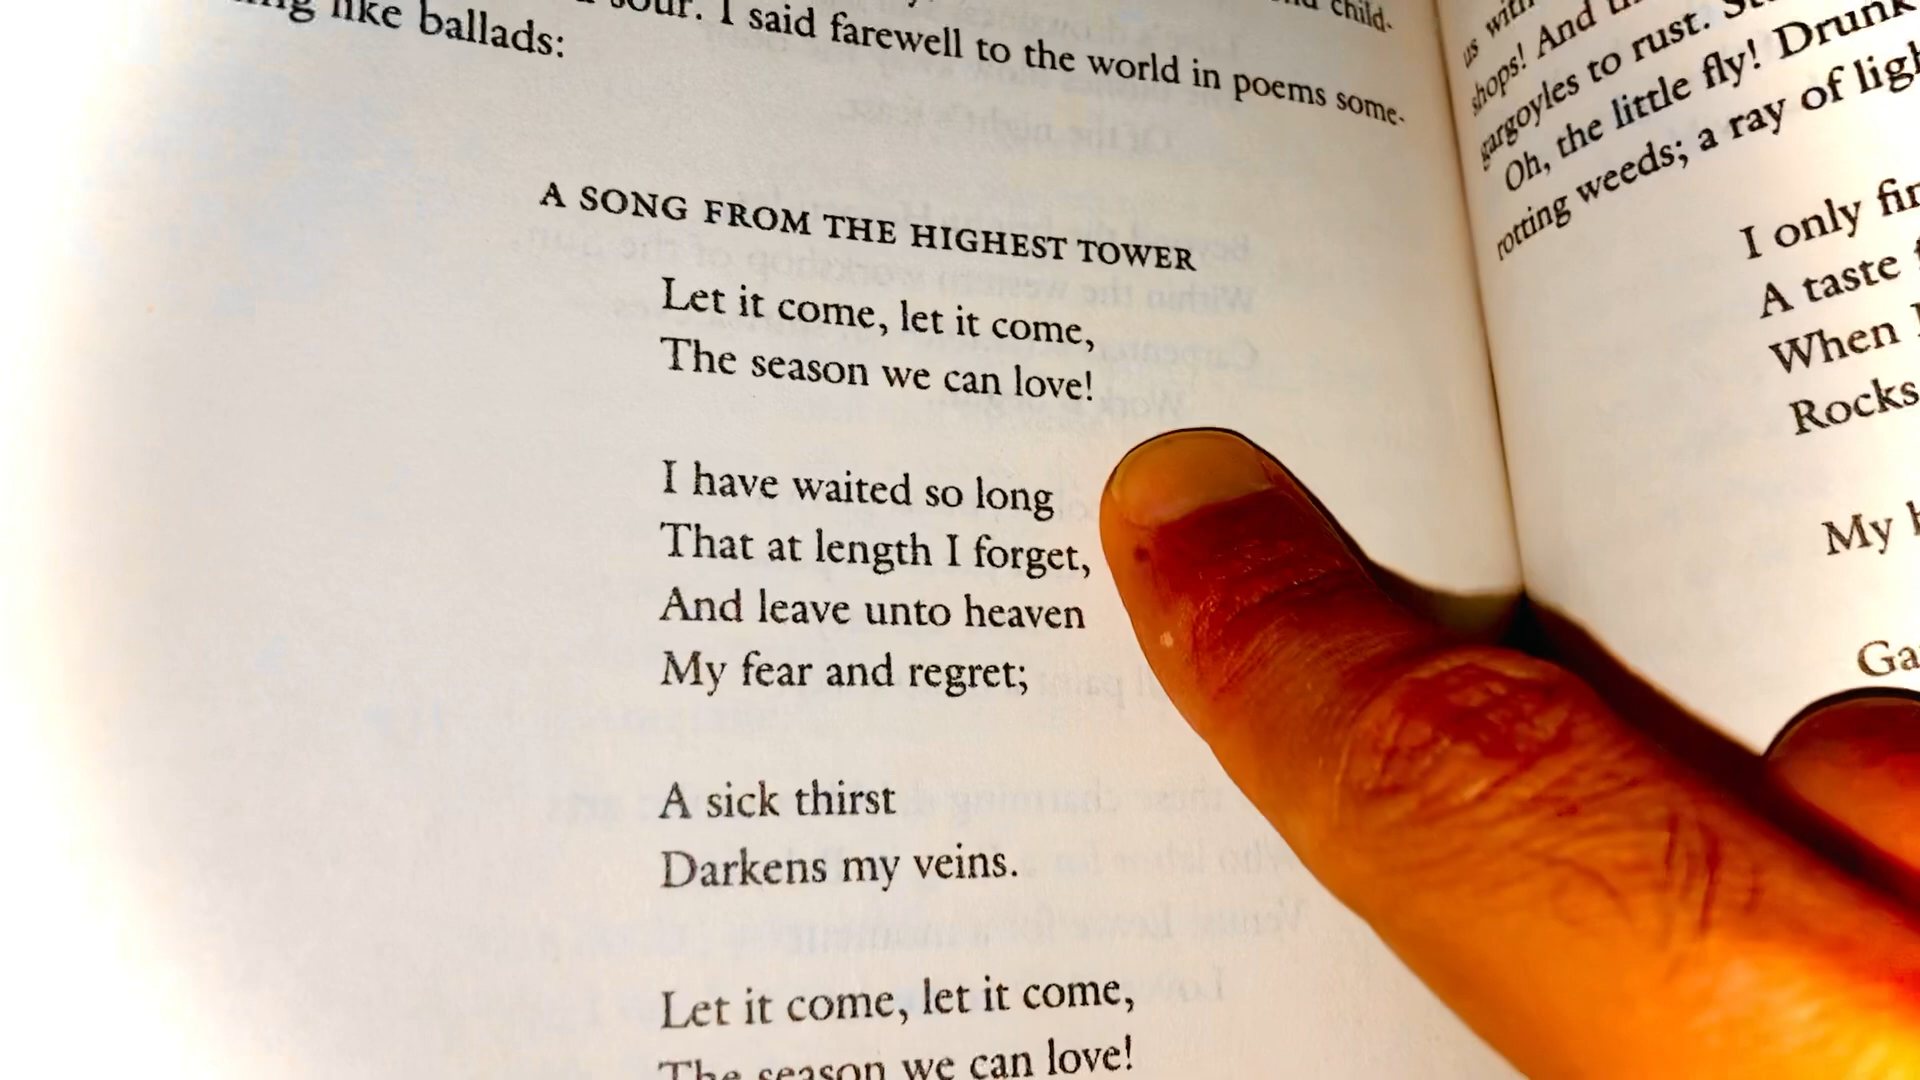 like ballads:
sour. I said farewell to the world in poems some-
child-
A SONG FROM THE HIGHEST TOWER
Let it come, let it come,
The season we can love!
I have waited so long
That at length I forget,
And leave unto heaven
My fear and regret;
A sick thirst
Darkens my veins.
Let it come, let it come,
The season we can love!
us with
shops! And
gargoyles to rust.
Oh, the little fly! Drunk
rotting weeds; a ray of
I only
A taste
When
Rocks
My